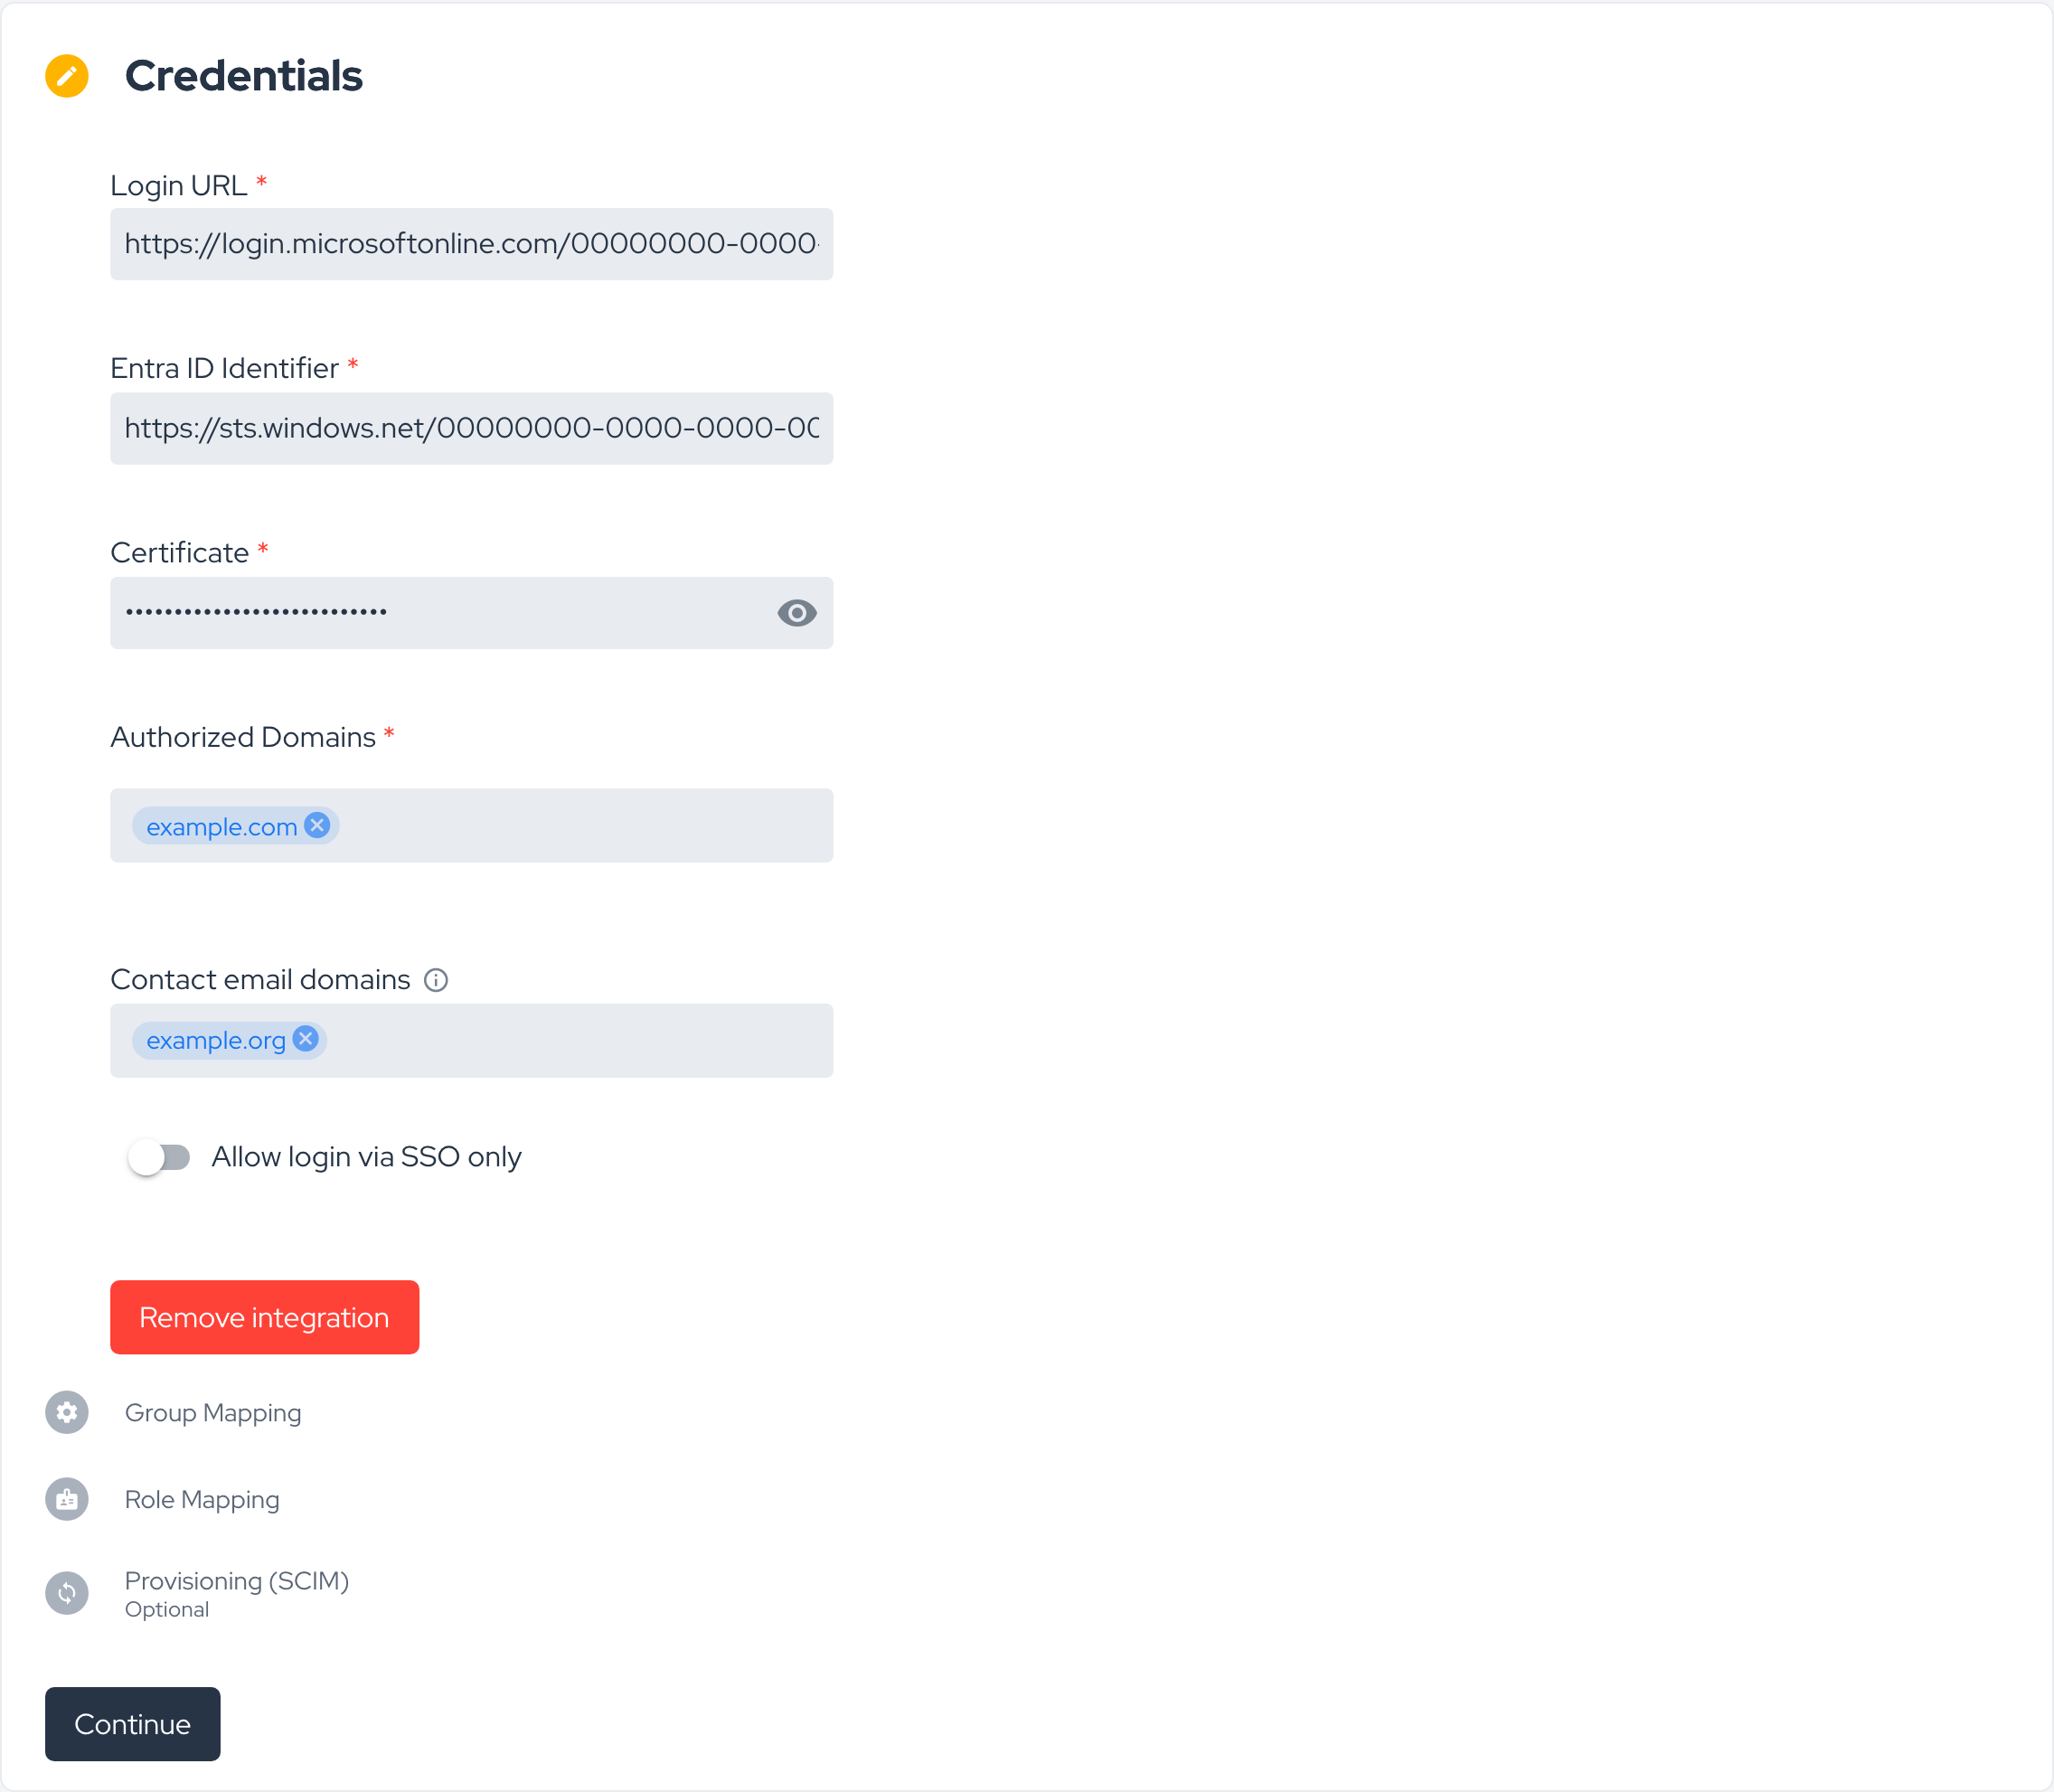 Credentials
Login URL *
https://login.microsoftonline.com/00000000-0000-
Entra ID Identifier *
https://sts.windows.net/00000000-0000-0000-00
Certificate *
•••••••••••••••••••••••••••
Authorized Domains *
example.com
Contact email domains
example.org
Allow login via SSO only
Remove integration
Group Mapping
Role Mapping
Provisioning (SCIM)
Optional
Continue